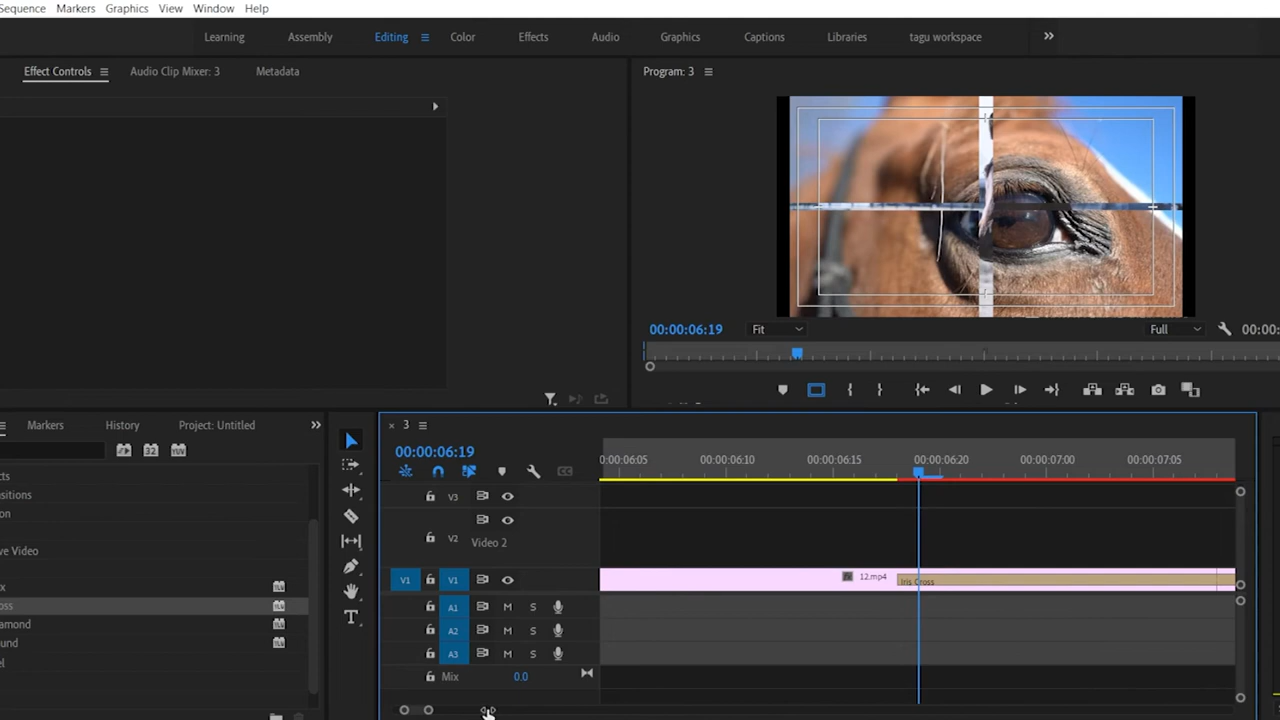 Sequence Markers Graphics View Window Help
Learning Assembly Editing Color Effects Audio Graphics Captions Libraries tagu workspace
Effect Controls Audio Clip Mixer: 3 Metadata
Program: 3
00:00:06:19 Fit Full 00:00:
Markers History Project: Untitled
3
00:00:06:19
0:00:06:05 00:00:06:10 00:00:06:15 00:00:06:20 00:00:07:00 00:00:07:05
V3
V2
Video 2
V1 V1 12.mp4 Iris Cross
A1 M S
A2 M S
A3 M S
Mix 0.0
cts
nsitions
on
ve Video
x
oss
iamond
und
el